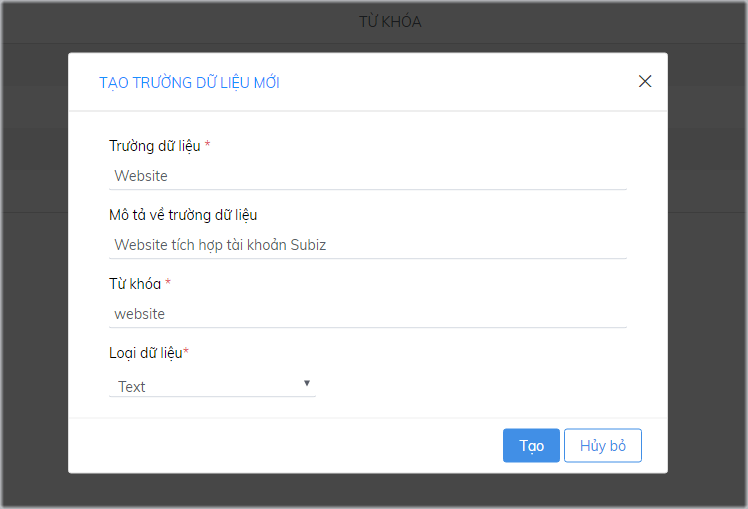 TỪ KHÓA
TẠO TRƯỜNG DỮ LIỆU MỚI
Trường dữ liệu *
Website
Mô tả về trường dữ liệu
Website tích hợp tài khoản Subiz
Từ khóa *
website
Loại dữ liệu*
Text
Tạo Hủy bỏ